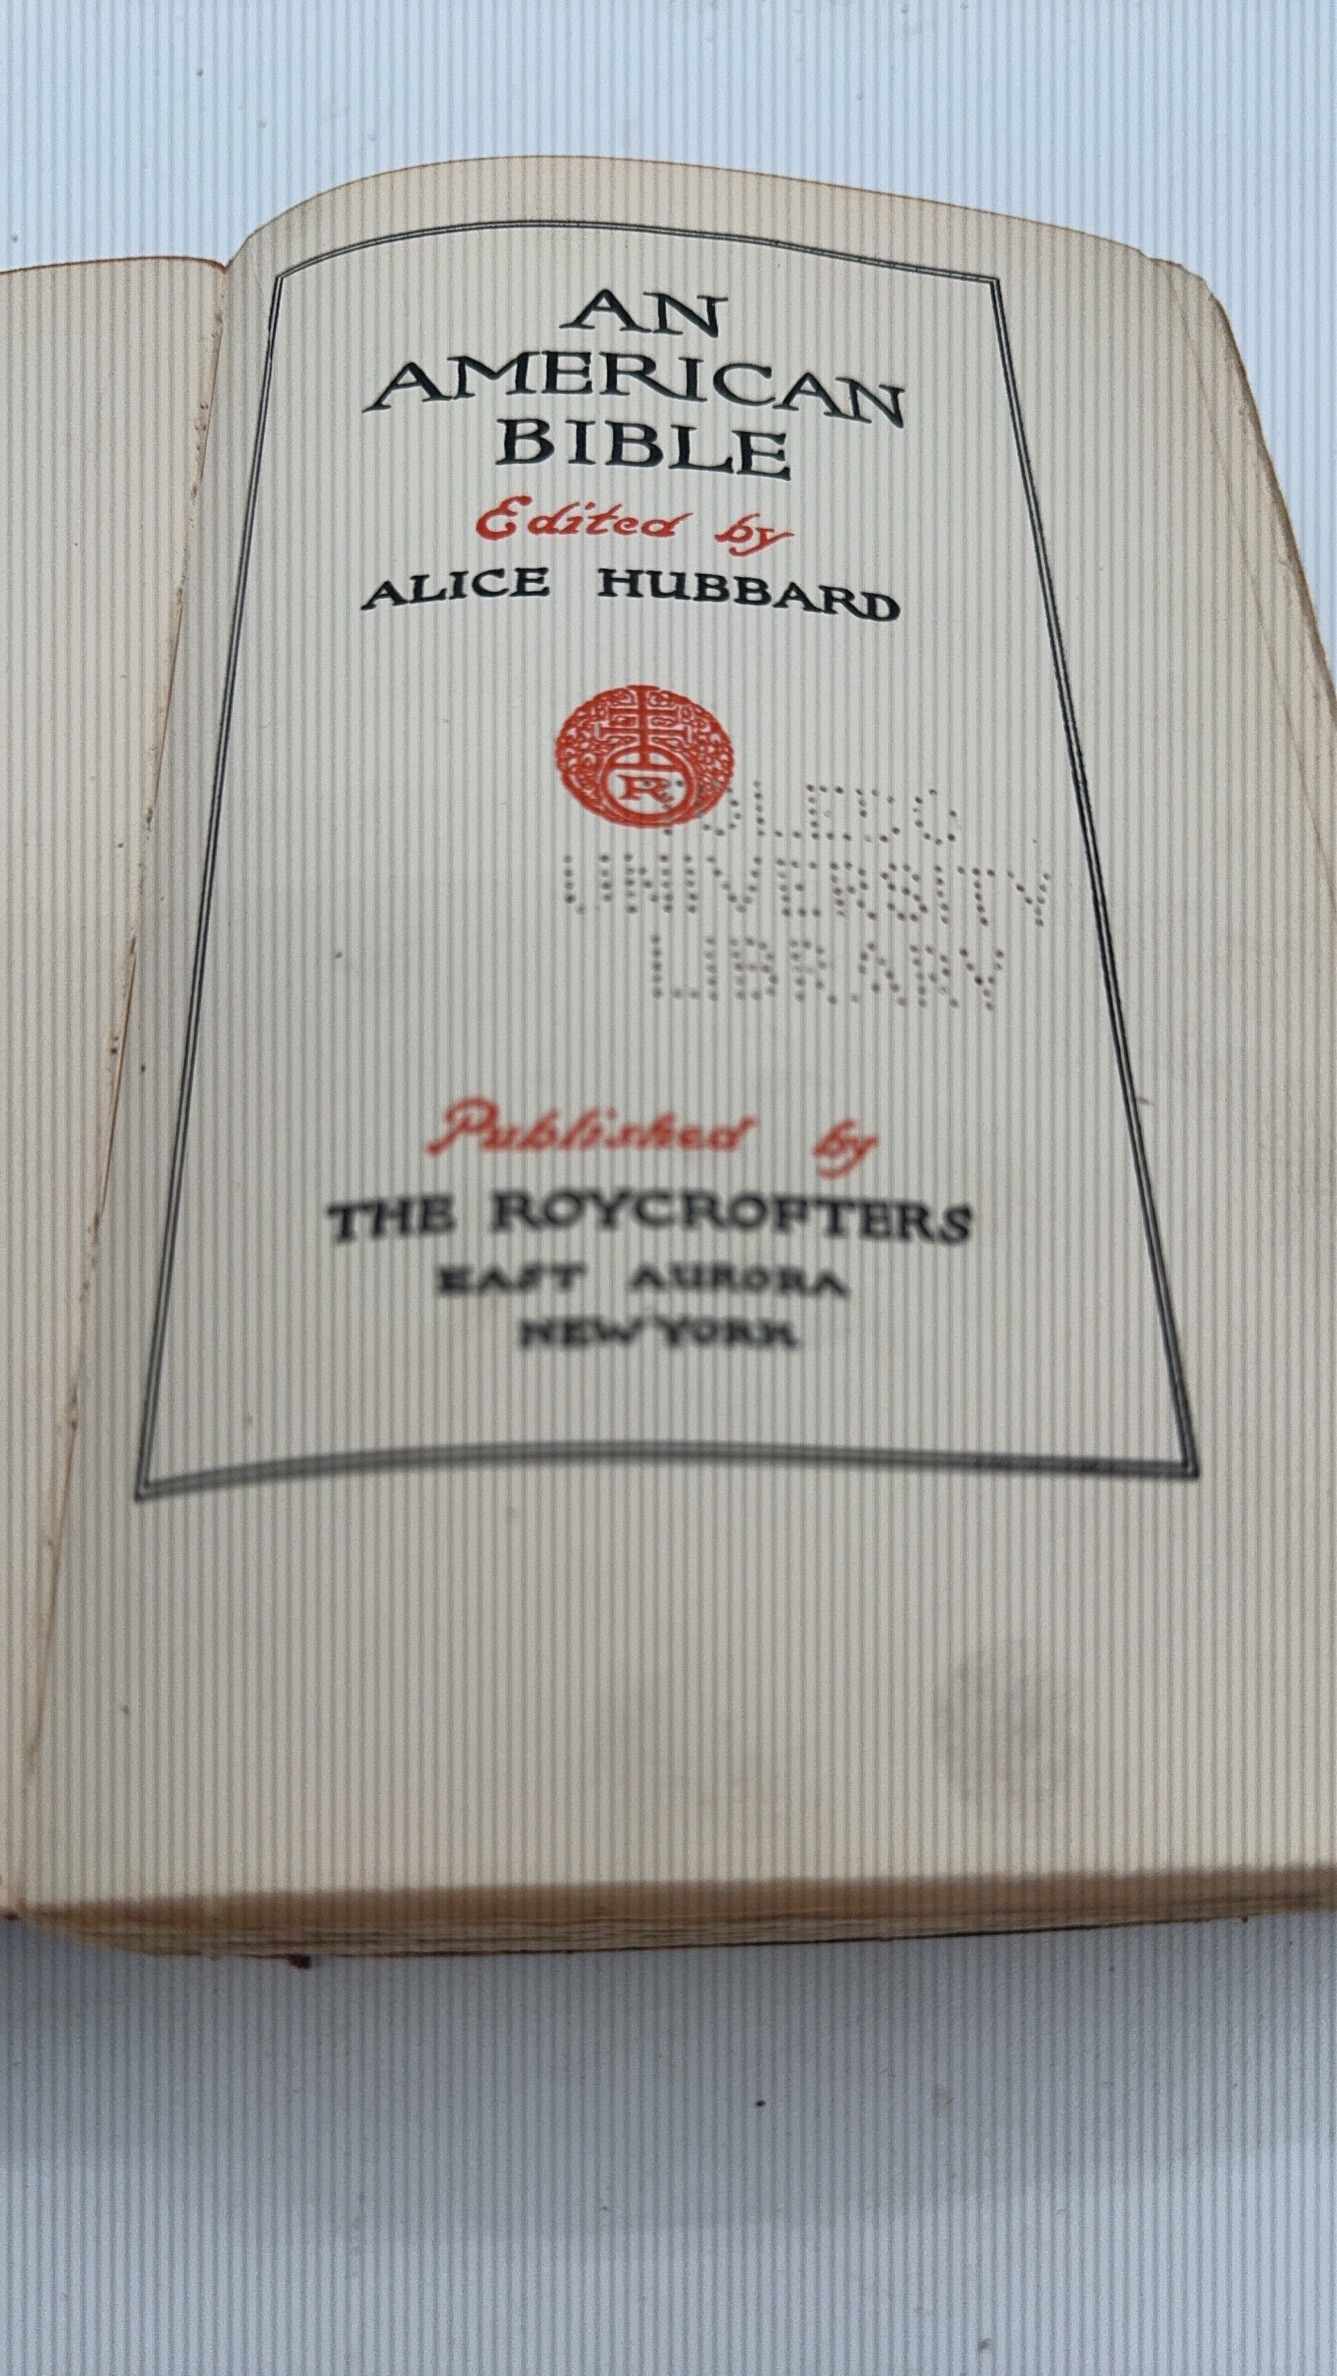 AN
AMERICAN
BIBLE
Edited by
ALICE HUBBARD
R
UNIVERSITY
LIBRARY
Published by
THE ROYCROFTERS
EAST AURORA
NEW YORK